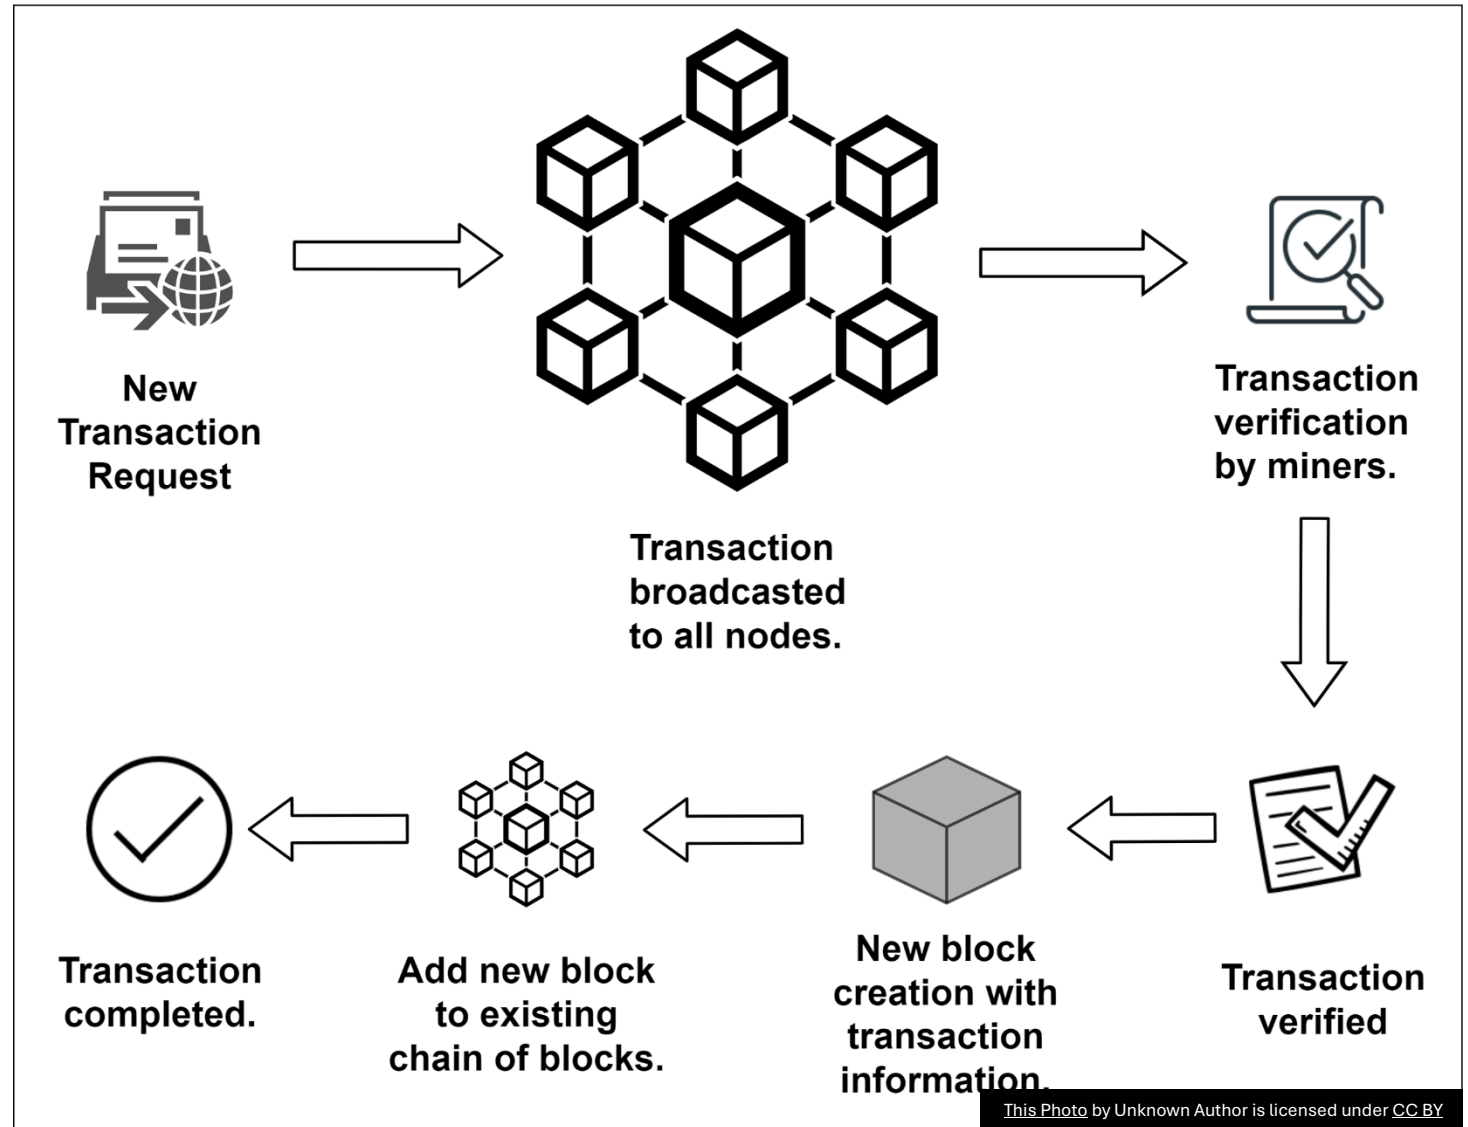 New
Transaction
Request
Transaction
broadcasted
to all nodes.
Transaction
verification
by miners.
Transaction
verified
New block
creation with
transaction
information.
Add new block
to existing
chain of blocks.
Transaction
completed.
This Photo by Unknown Author is licensed under CC BY